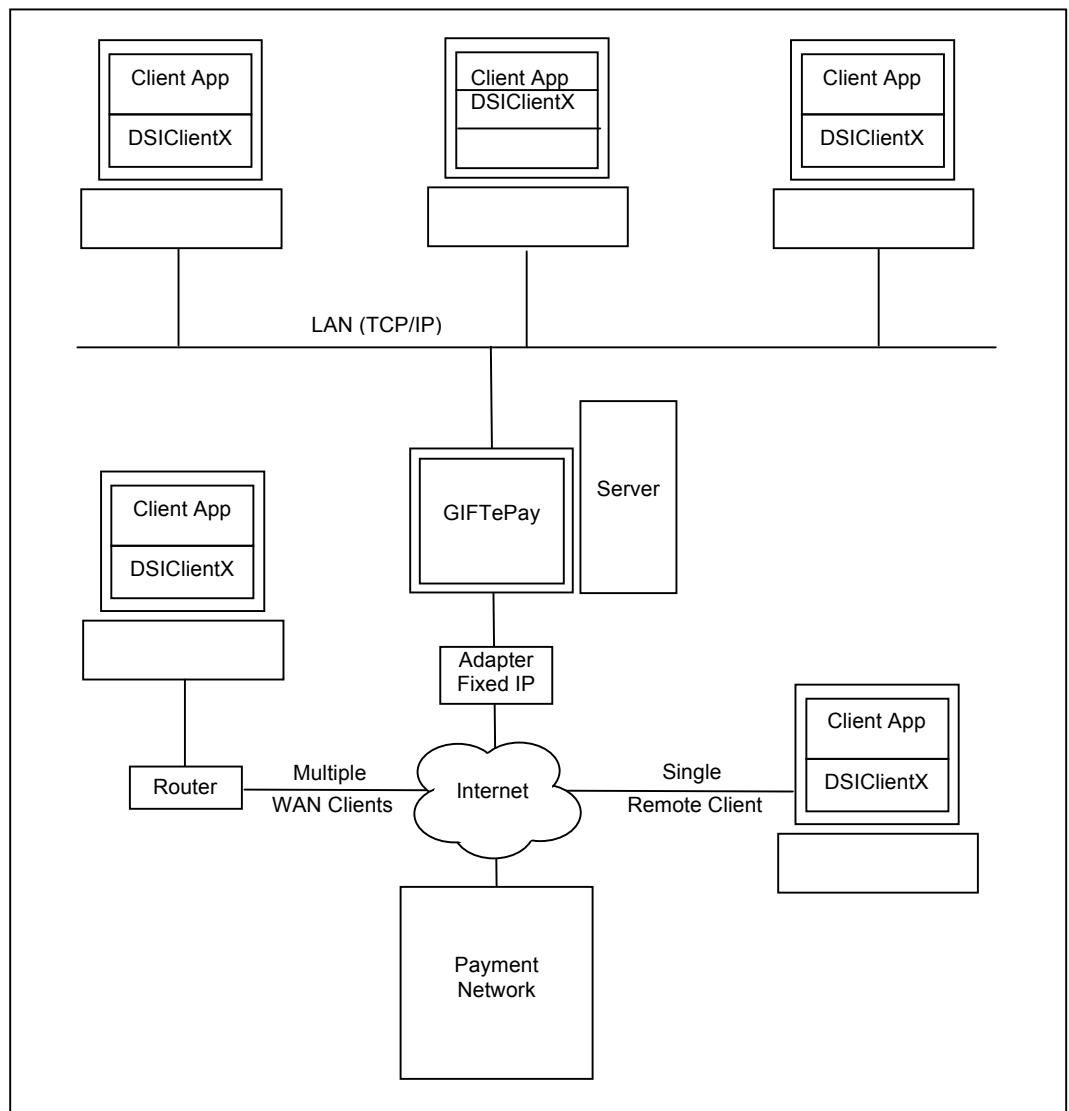 Client App
DSIClientX
Client App
DSIClientX
Client App
DSIClientX
LAN (TCP/IP)
GIFTePay
Server
Client App
DSIClientX
Adapter
Fixed IP
Router
Multiple
WAN Clients
Internet
Single
Remote Client
Client App
DSIClientX
Payment
Network